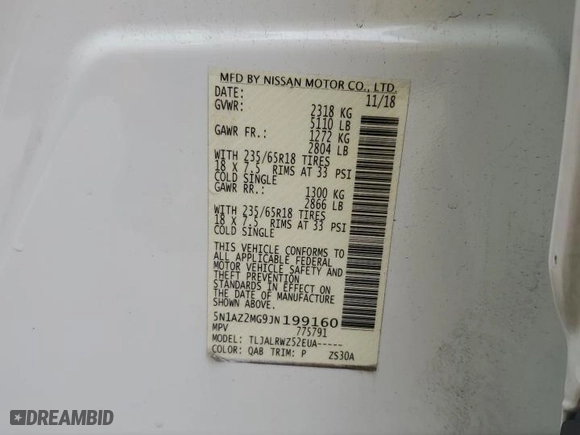 MFD BY NISSAN MOTOR CO., LTD.
DATE: 11/18
GVWR: 2318 KG
5110 LB
GAWR FR.: 1272 KG
2804 LB
WITH 235/65R18 TIRES
18 X 7.5 RIMS AT 33 PSI
COLD SINGLE
GAWR RR.: 1300 KG
2866 LB
WITH 235/65R18 TIRES
18 X 7.5 RIMS AT 33 PSI
COLD SINGLE
THIS VEHICLE CONFORMS TO
ALL APPLICABLE FEDERAL
MOTOR VEHICLE SAFETY AND
THEFT PREVENTION
STANDARDS IN EFFECT ON
THE DATE OF MANUFACTURE
SHOWN ABOVE.
5N1AZ2MG9JN199160
MPV 775791
MODEL: TLJALRWZ52EUA-----
COLOR: QAB TRIM: P ZS30A
DREAMBID